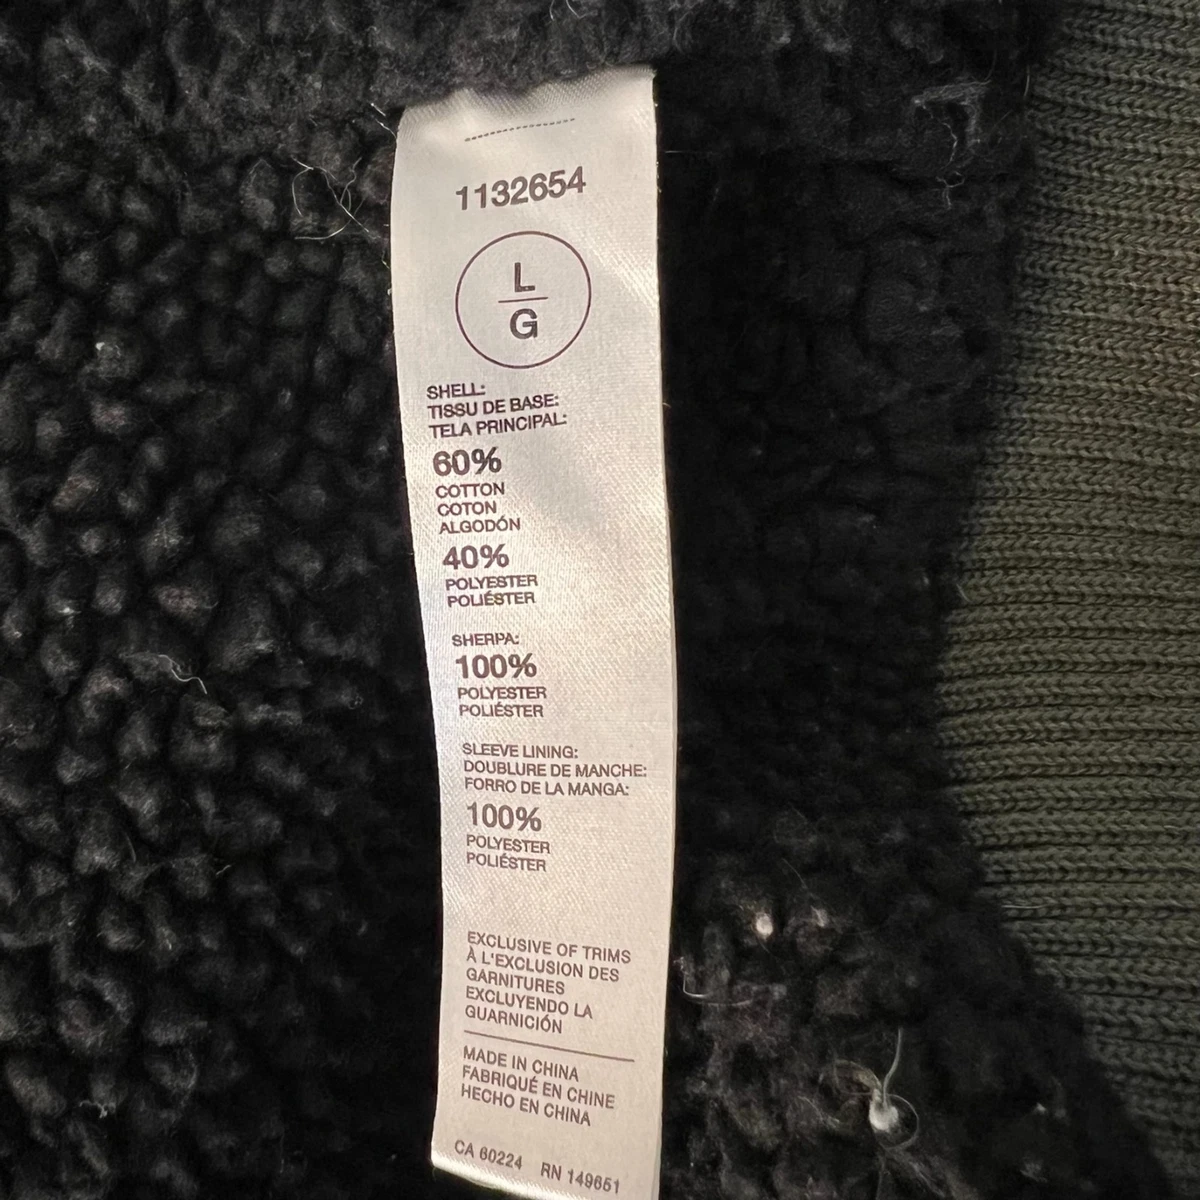 1132654
L
G
SHELL:
TISSU DE BASE:
TELA PRINCIPAL:
60%
COTTON
COTON
ALGODÓN
40%
POLYESTER
POLIÉSTER
SHERPA:
100%
POLYESTER
POLIÉSTER
SLEEVE LINING:
DOUBLURE DE MANCHE:
FORRO DE LA MANGA:
100%
POLYESTER
POLIÉSTER
EXCLUSIVE OF TRIMS
À L'EXCLUSION DES
GARNITURES
EXCLUYENDO LA
GUARNICIÓN
MADE IN CHINA
FABRIQUÉ EN CHINE
HECHO EN CHINA
CA 60224 RN 149651